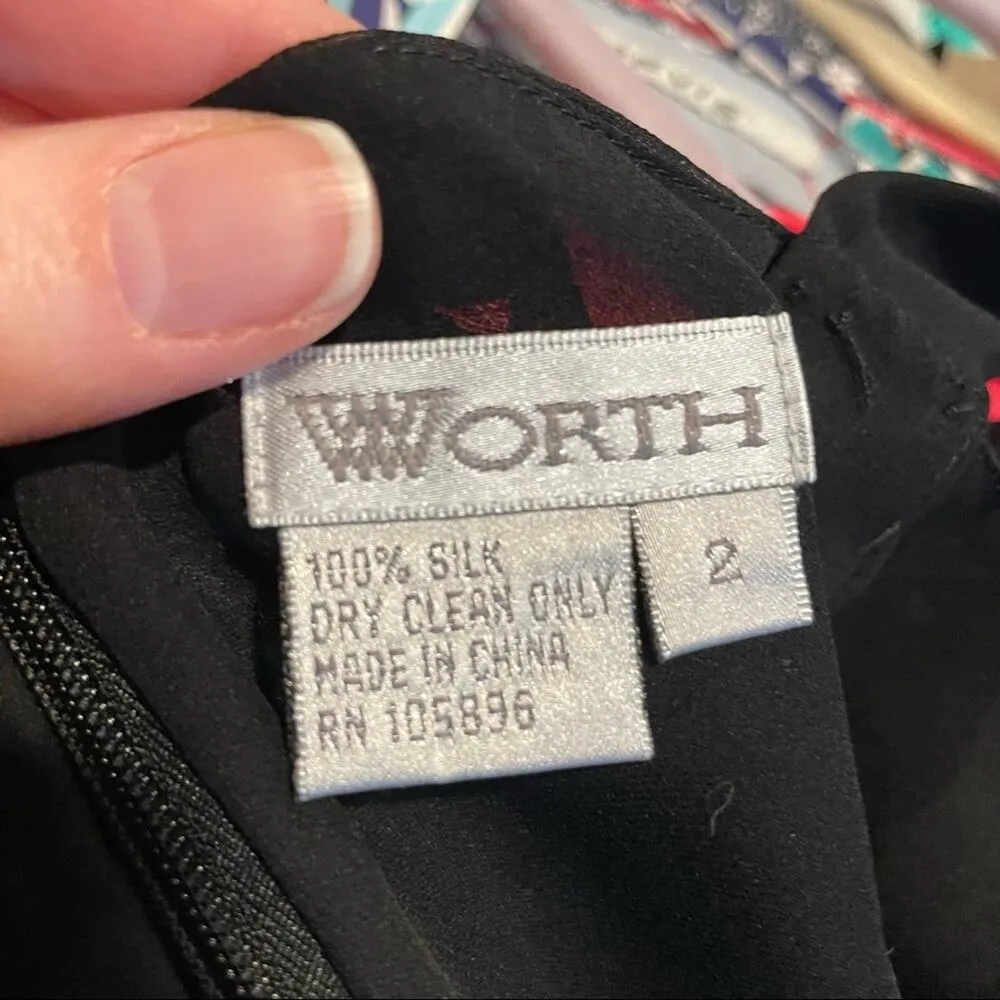 WORTH
100% SILK
DRY CLEAN ONLY
MADE IN CHINA
RN 105896
2